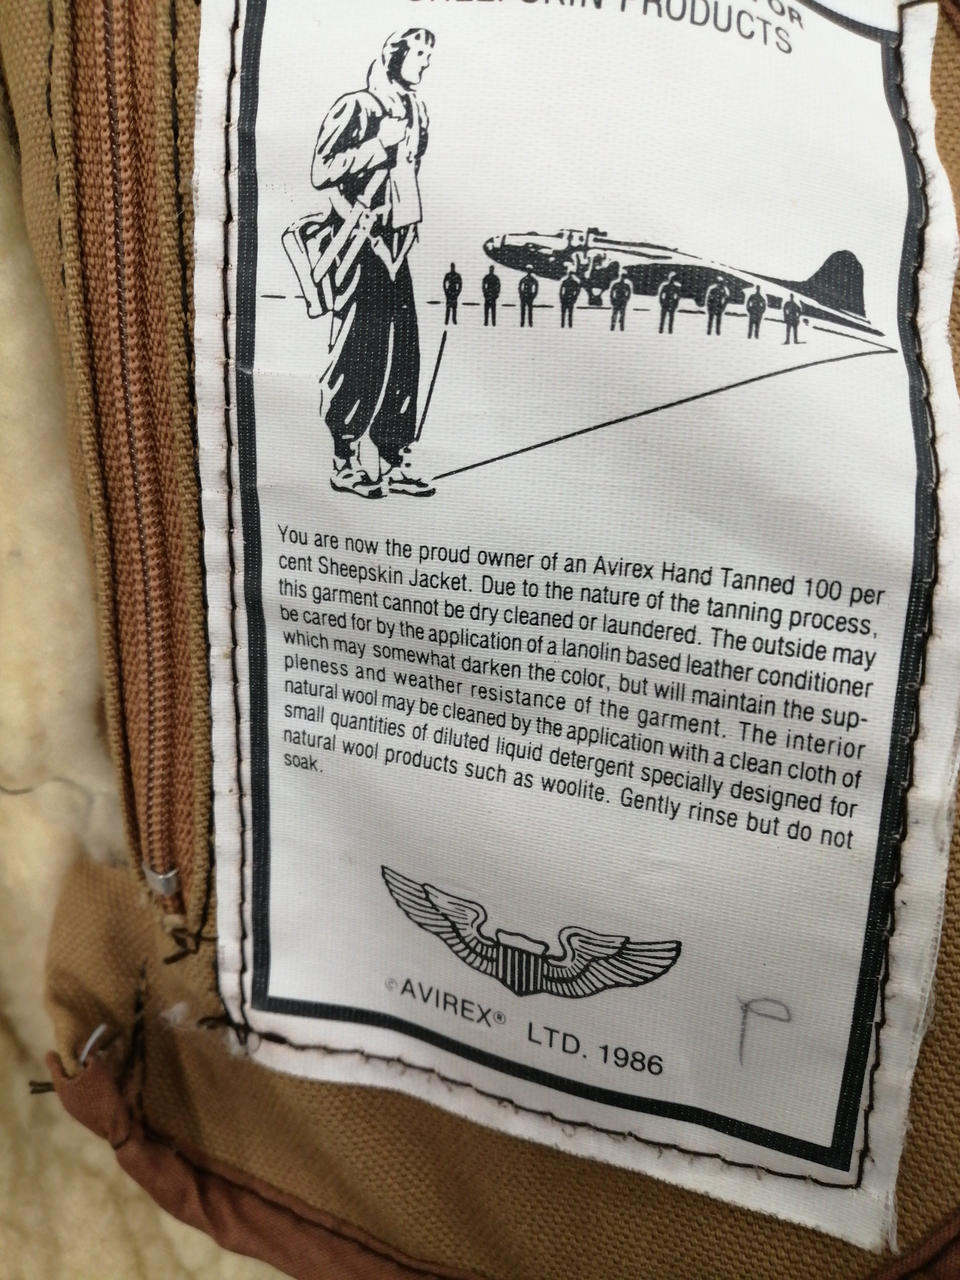 FOR
SHEEPSKIN PRODUCTS
You are now the proud owner of an Avirex Hand Tanned 100 per
cent Sheepskin Jacket. Due to the nature of the tanning process,
this garment cannot be dry cleaned or laundered. The outside may
be cared for by the application of a lanolin based leather conditioner
which may somewhat darken the color, but will maintain the sup-
pleness and weather resistance of the garment. The interior
natural wool may be cleaned by the application with a clean cloth of
small quantities of diluted liquid detergent specially designed for
natural wool products such as woolite. Gently rinse but do not
soak.
©AVIREX® LTD. 1986
P